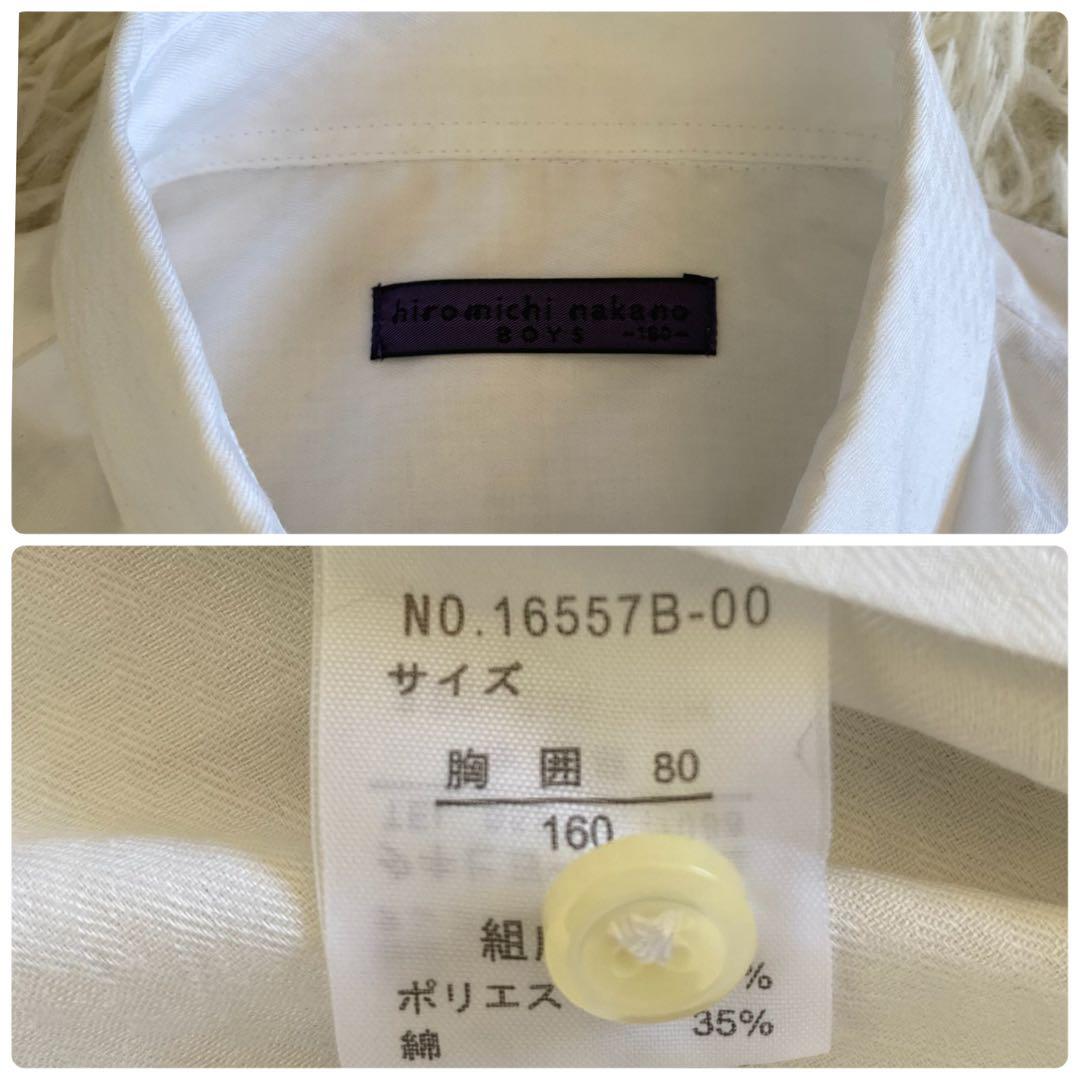 hiromichi nakano
BOYS -160-
NO.16557B-00
サイズ
胸 囲 80
160
組
ポリエス
%
綿 35%